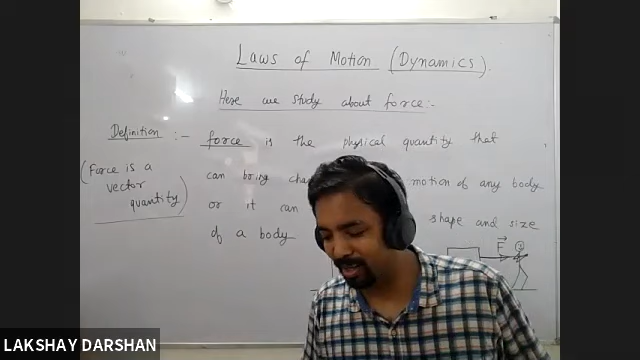 Laws of Motion (Dynamics).
Here we study about force:-
Definition :- force is the physical quantity that
(Force is a vector quantity)
can bring cha motion of any body
or it can shape and size
of a body
F
LAKSHAY DARSHAN